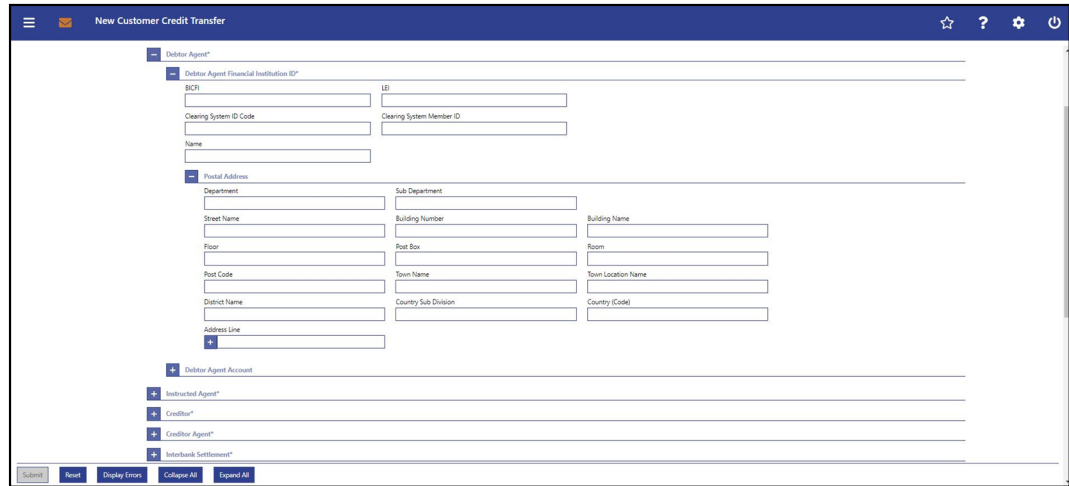 New Customer Credit Transfer
Debtor Agent*
Debtor Agent Financial Institution ID*
BICFI LEI
Clearing System ID Code Clearing System Member ID
Name
Postal Address
Department Sub Department
Street Name Building Number Building Name
Floor Post Box Room
Post Code Town Name Town Location Name
District Name Country Sub Division Country (Code)
Address Line
Debtor Agent Account
Instructed Agent*
Creditor*
Creditor Agent*
Interbank Settlement*
Submit Reset Display Errors Collapse All Expand All